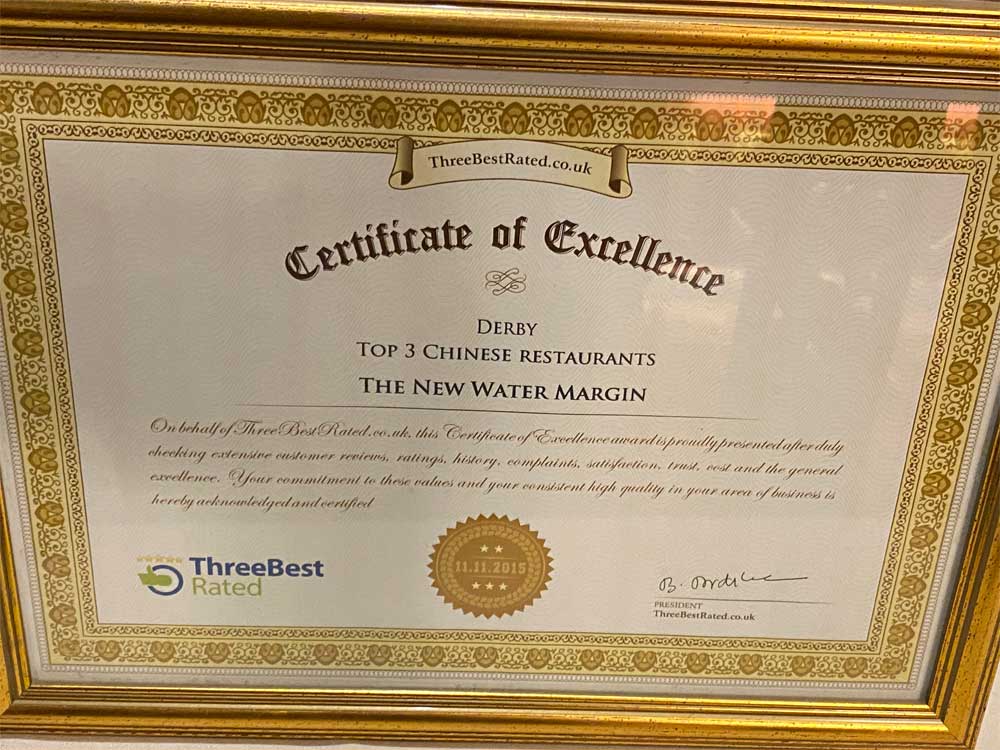 ThreeBestRated.co.uk
Certificate of Excellence
DERBY
TOP 3 CHINESE RESTAURANTS
THE NEW WATER MARGIN
On behalf of ThreeBestRated.co.uk, this Certificate of Excellence award is proudly presented after duly
checking extensive customer reviews, ratings, history, complaints, satisfaction, trust, cost and the general
excellence. Your commitment to these values and your consistent high quality in your area of business is
hereby acknowledged and certified
ThreeBest
Rated
11.11.2015
PRESIDENT
ThreeBestRated.co.uk